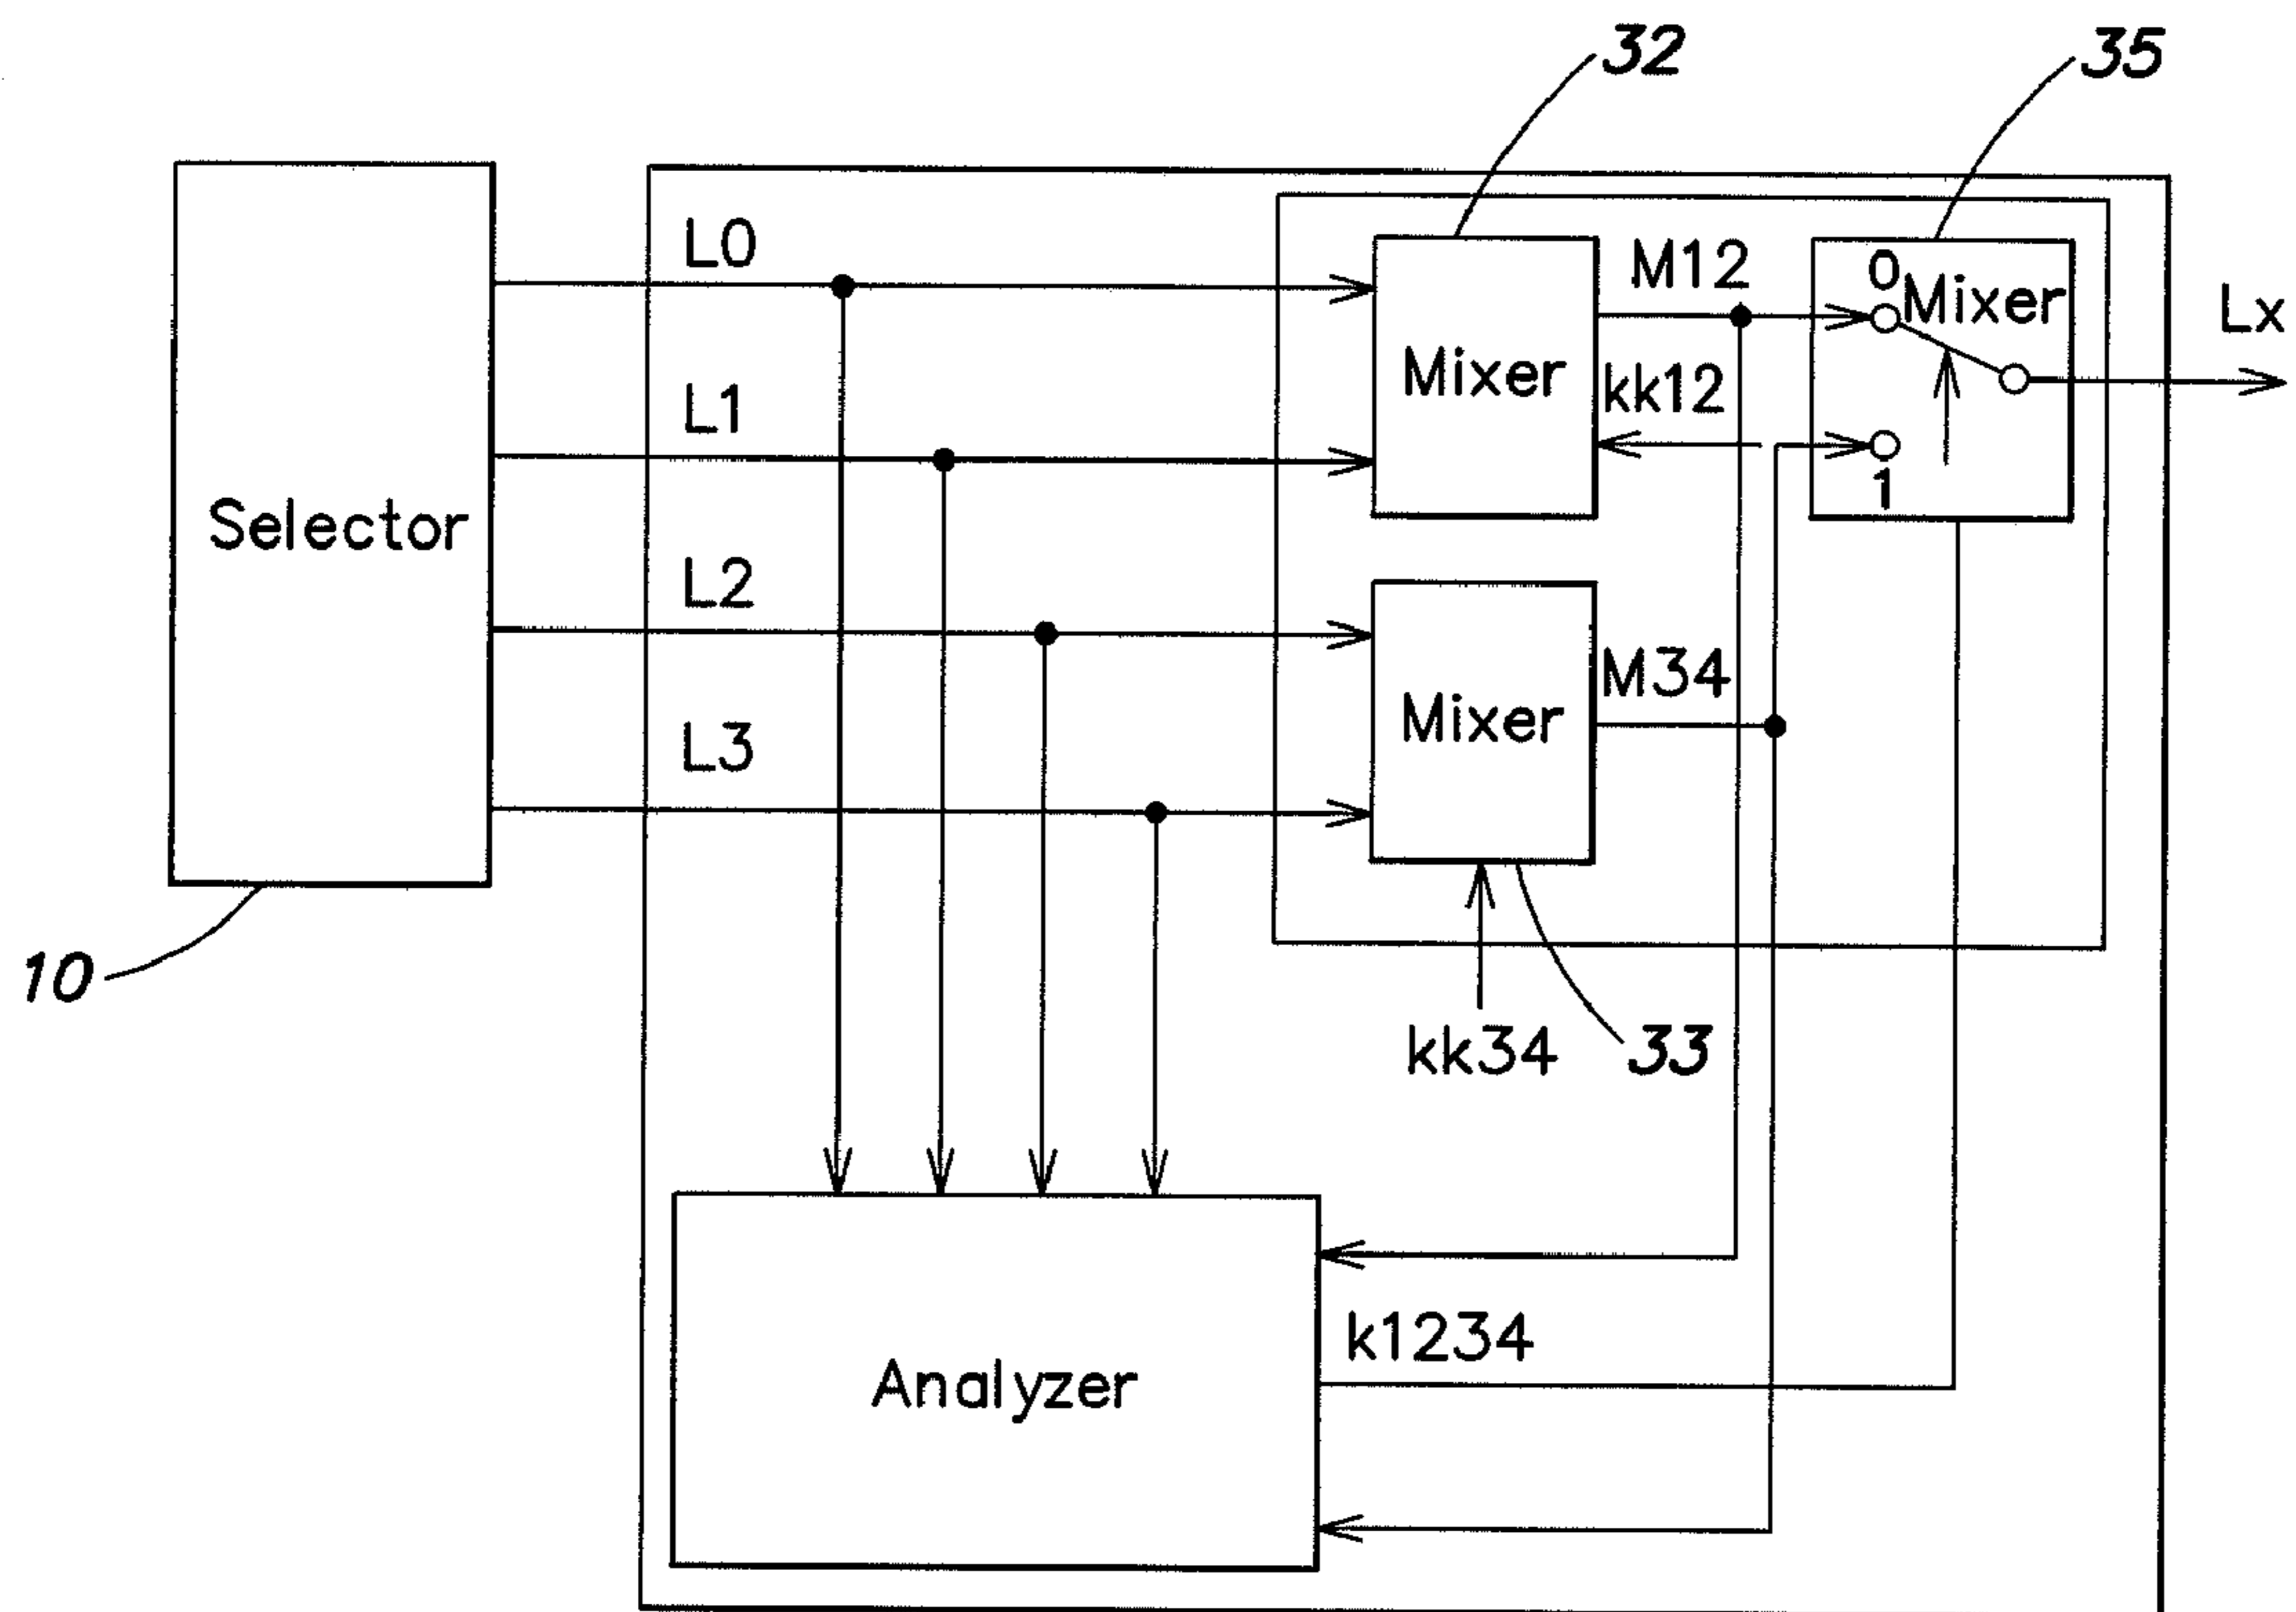 32
35
L0
M12
0
Mixer
Lx
Mixer
kk12
L1
1
Selector
L2
M34
Mixer
L3
10
kk34
33
k1234
Analyzer